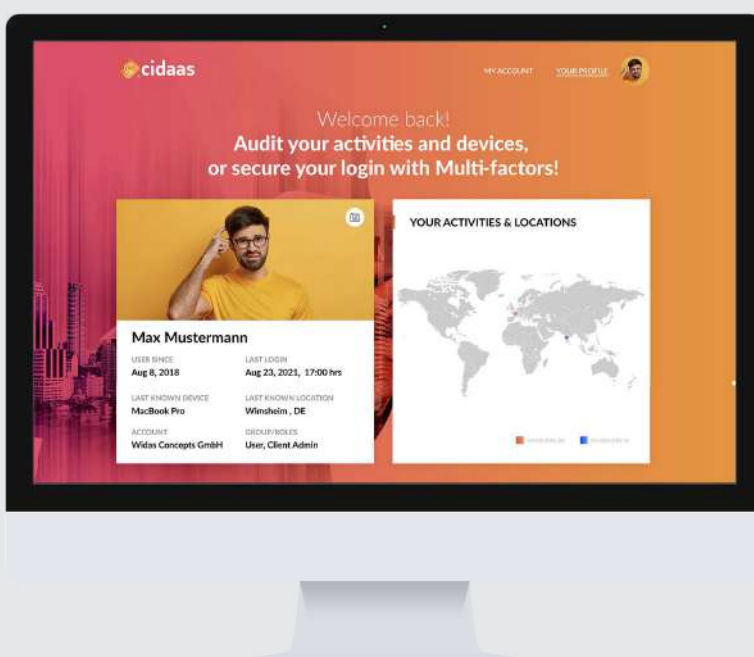 cidaas
MY ACCOUNT YOUR PROFILE
Welcome back!
Audit your activities and devices,
or secure your login with Multi-factors!
YOUR ACTIVITIES & LOCATIONS
Max Mustermann
USER SINCE LAST LOGIN
Aug 8, 2018 Aug 23, 2021, 17:00 hrs
LAST KNOWN DEVICE LAST KNOWN LOCATION
MacBook Pro Wimsheim , DE
ACCOUNT GROUP/ROLES
Widas Concepts GmbH User, Client Admin